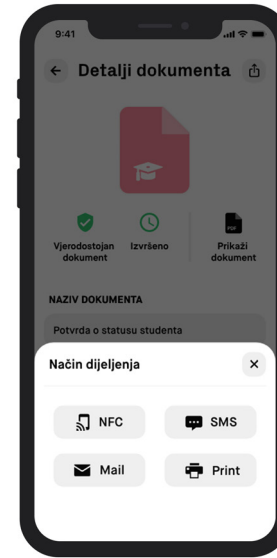 9:41
Detalji dokumenta
Vjerodostojan
dokument
Izvršeno
PDF
Prikaži
dokument
NAZIV DOKUMENTA
Potvrda o statusu studenta
Način dijeljenja
NFC
SMS
Mail
Print